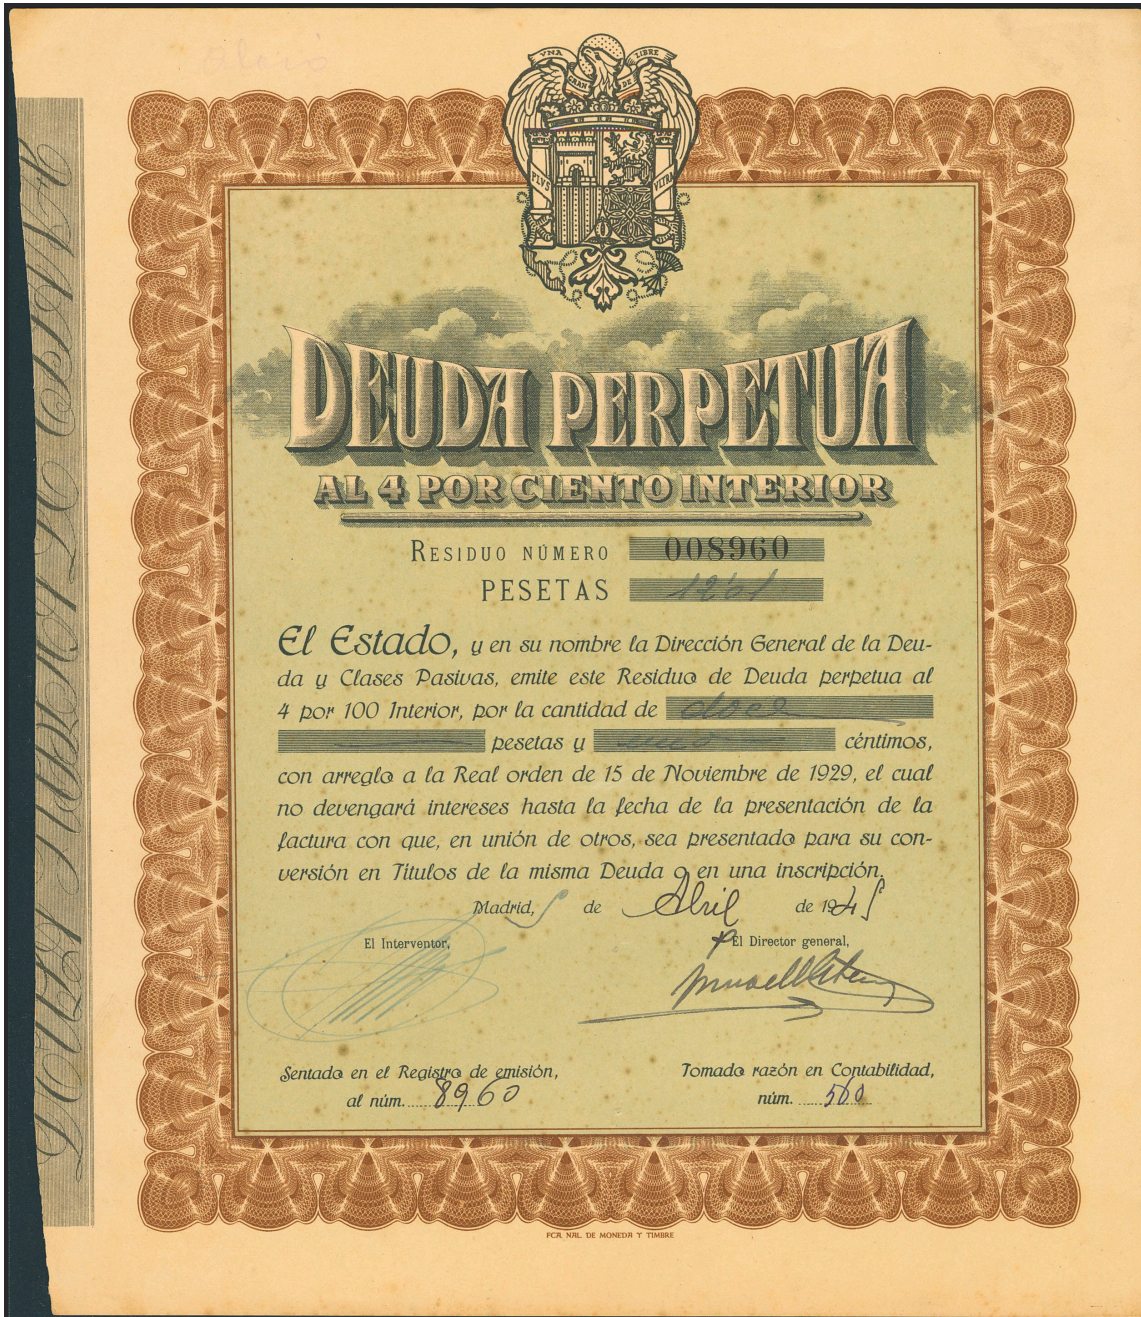 UNA
LIBRE
GRAN
DE
PLVS
VLTRA
DEUDA PERPETUA
AL 4 POR CIENTO INTERIOR
RESIDUO NÚMERO 008960
PESETAS
El Estado, y en su nombre la Dirección General de la Deu-
da y Clases Pasivas, emite este Residuo de Deuda perpetua al
4 por 100 Interior, por la cantidad de doce
pesetas y uno céntimos,
con arreglo a la Real orden de 15 de Noviembre de 1929, el cual
no devengará intereses hasta la fecha de la presentación de la
factura con que, en unión de otros, sea presentado para su con-
versión en Títulos de la misma Deuda o en una inscripción.
Madrid, 5 de Abril de 1945
El Interventor,
El Director general,
Sentado en el Registro de emisión,
al núm. 8960
Tomado razón en Contabilidad,
núm. 560
FCA. NAL. DE MONEDA Y TIMBRE